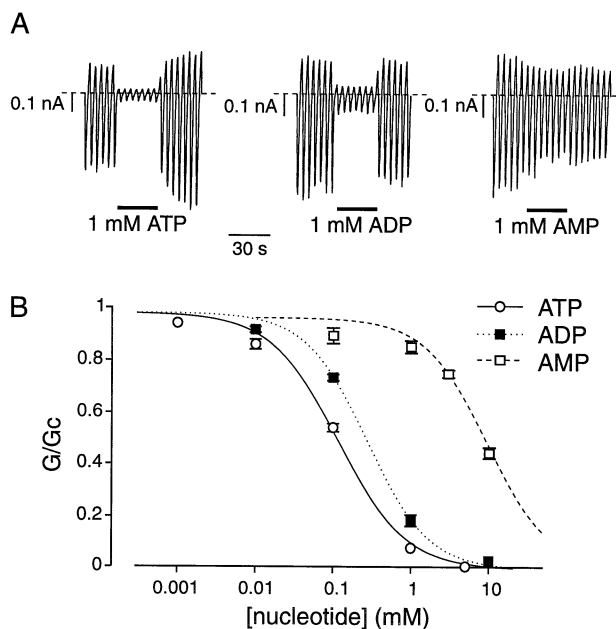 A
0.1 nA
0.1 nA
0.1 nA
1 mM ATP
1 mM ADP
1 mM AMP
30 s
B
G/Gc
1
0.8
0.6
0.4
0.2
0
0.001
0.01
0.1
1
10
[nucleotide] (mM)
ATP
ADP
AMP